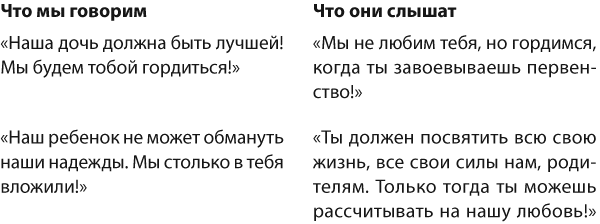 Что мы говорим
Что они слышат
«Наша дочь должна быть лучшей!
Мы будем тобой гордиться!»
«Мы не любим тебя, но гордимся,
когда ты завоевываешь первен-
ство!»
«Наш ребенок не может обмануть
наши надежды. Мы столько в тебя
вложили!»
«Ты должен посвятить всю свою
жизнь, все свои силы нам, роди-
телям. Только тогда ты можешь
рассчитывать на нашу любовь!»